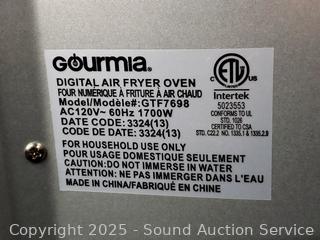 GOURMIA
DIGITAL AIR FRYER OVEN
FOUR NUMÉRIQUE À FRITURE À AIR CHAUD
Model/Modèle#: GTF7698
AC120V~ 60Hz 1700W
DATE CODE: 3324(13)
CODE DE DATE: 3324(13)
FOR HOUSEHOLD USE ONLY
POUR USAGE DOMESTIQUE SEULEMENT
CAUTION: DO NOT IMMERSE IN WATER
ATTENTION: NE PAS IMMERGER DANS L'EAU
MADE IN CHINA/FABRIQUÉ EN CHINE
C ETL US
LISTED
Intertek
5023553
CONFORMS TO UL
STD. 1026
CERTIFIED TO CSA
STD. C22.2 NO. 1335.1 & 1335.2.9
Copyright 2025 - Sound Auction Service